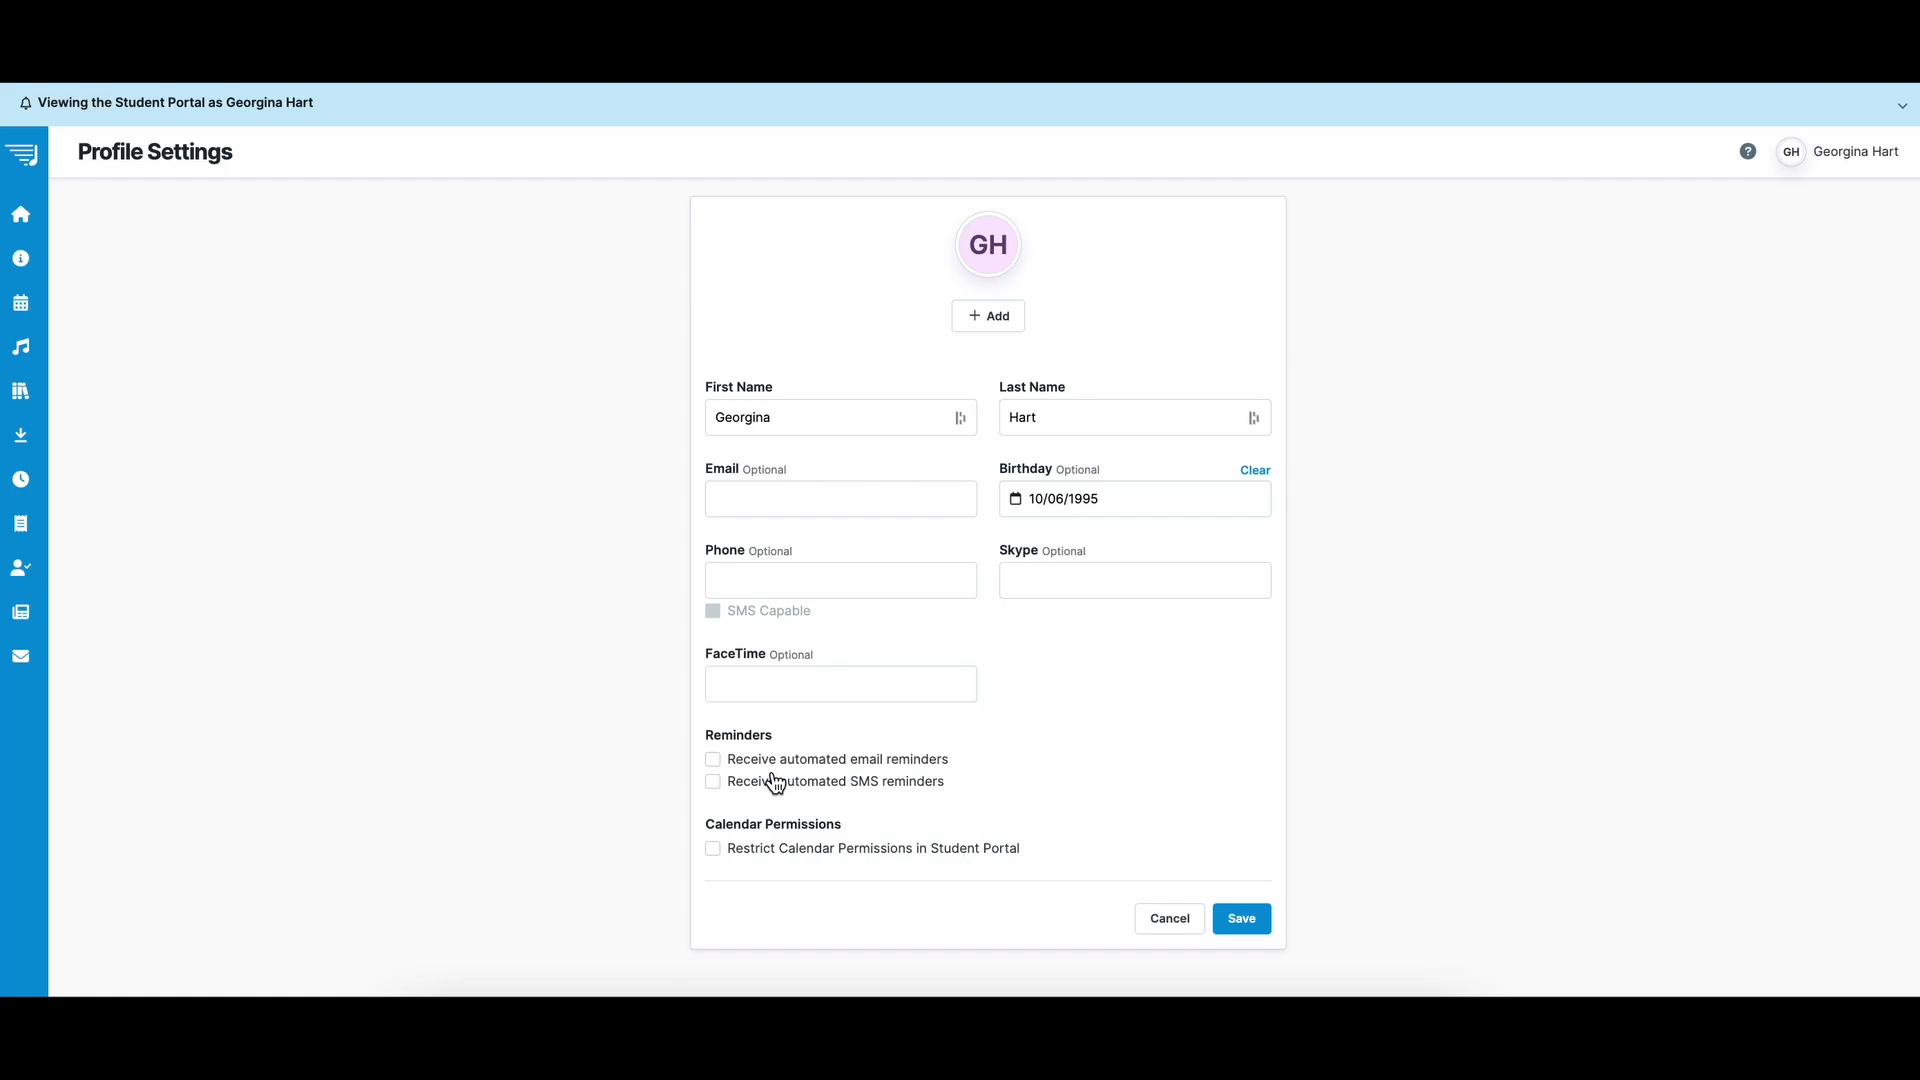 Viewing the Student Portal as Georgina Hart
Profile Settings
? GH Georgina Hart
GH
+ Add
First Name
Last Name
Georgina
Hart
Email Optional
Birthday Optional Clear
10/06/1995
Phone Optional
Skype Optional
SMS Capable
FaceTime Optional
Reminders
Receive automated email reminders
Receive automated SMS reminders
Calendar Permissions
Restrict Calendar Permissions in Student Portal
Cancel Save